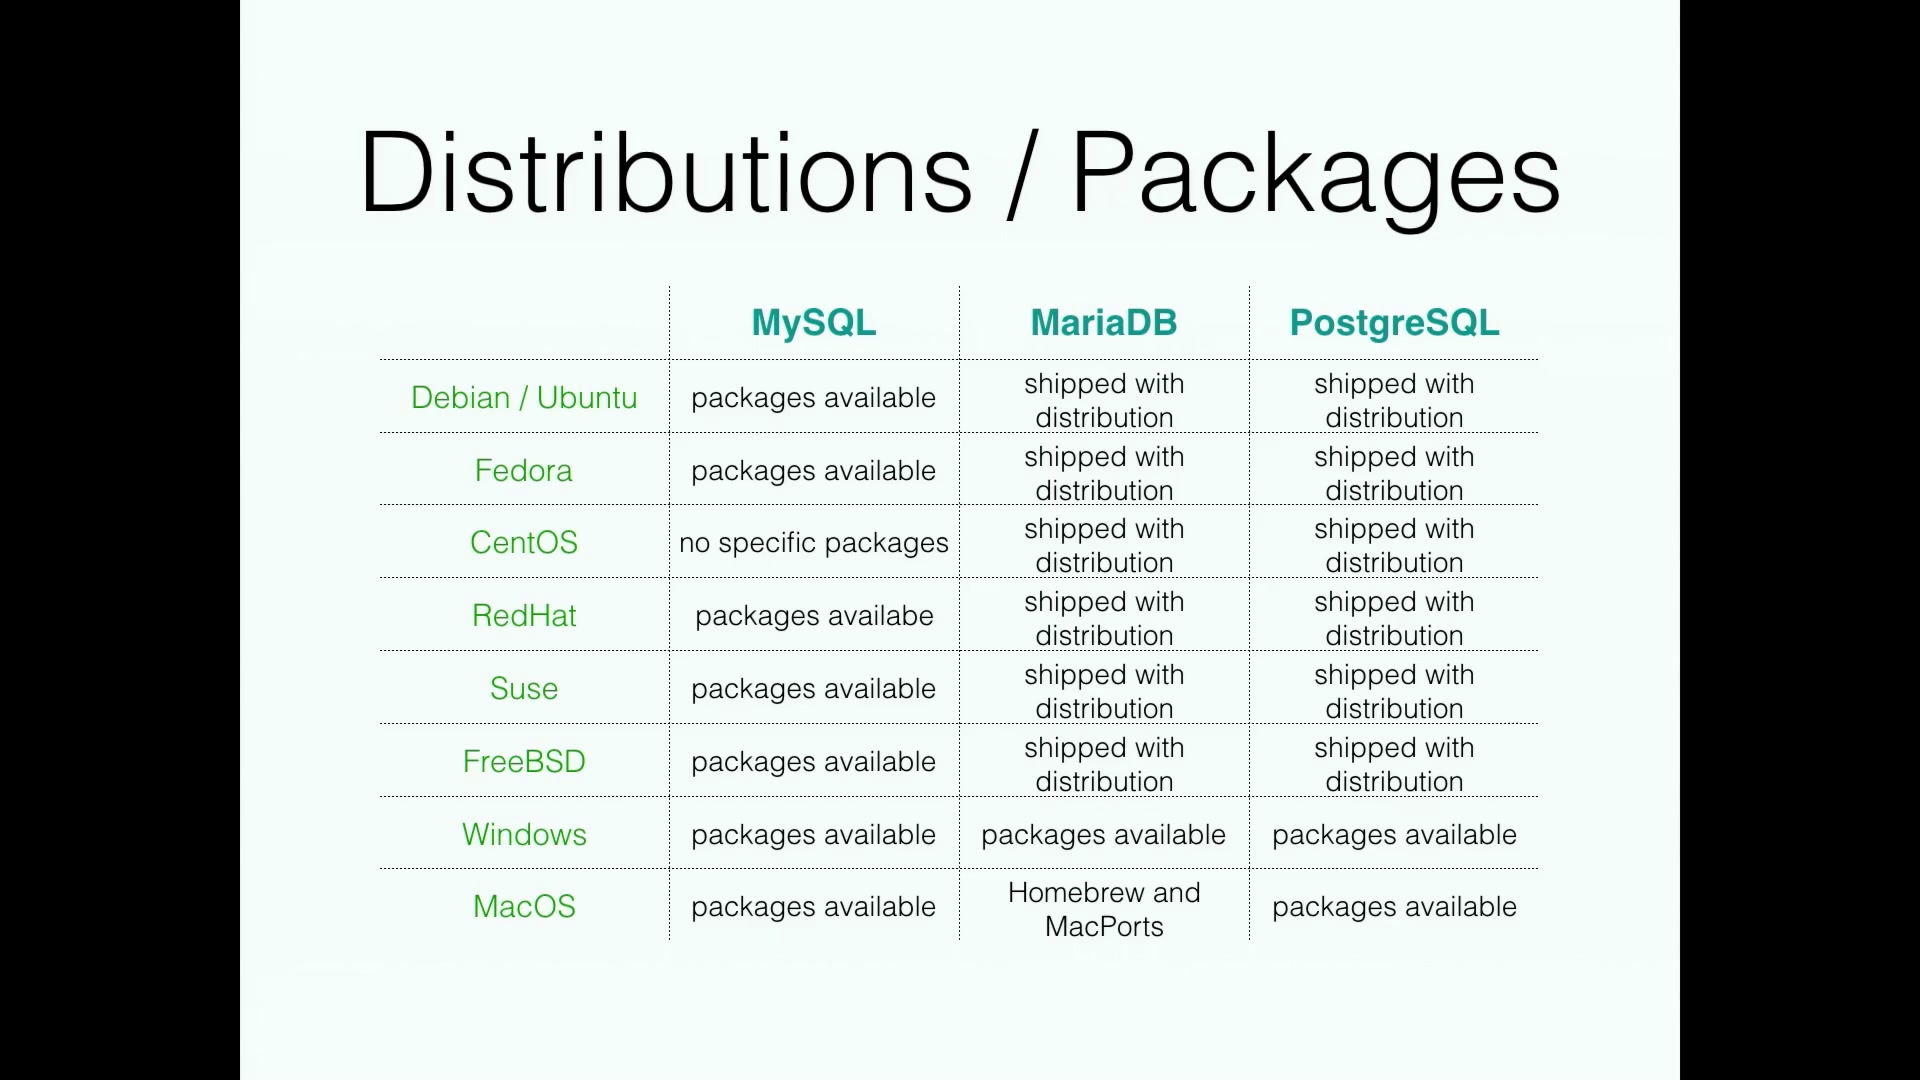 Distributions / Packages
MySQL MariaDB PostgreSQL
Debian / Ubuntu packages available shipped with distribution shipped with distribution
Fedora packages available shipped with distribution shipped with distribution
CentOS no specific packages shipped with distribution shipped with distribution
RedHat packages availabe shipped with distribution shipped with distribution
Suse packages available shipped with distribution shipped with distribution
FreeBSD packages available shipped with distribution shipped with distribution
Windows packages available packages available packages available
MacOS packages available Homebrew and MacPorts packages available